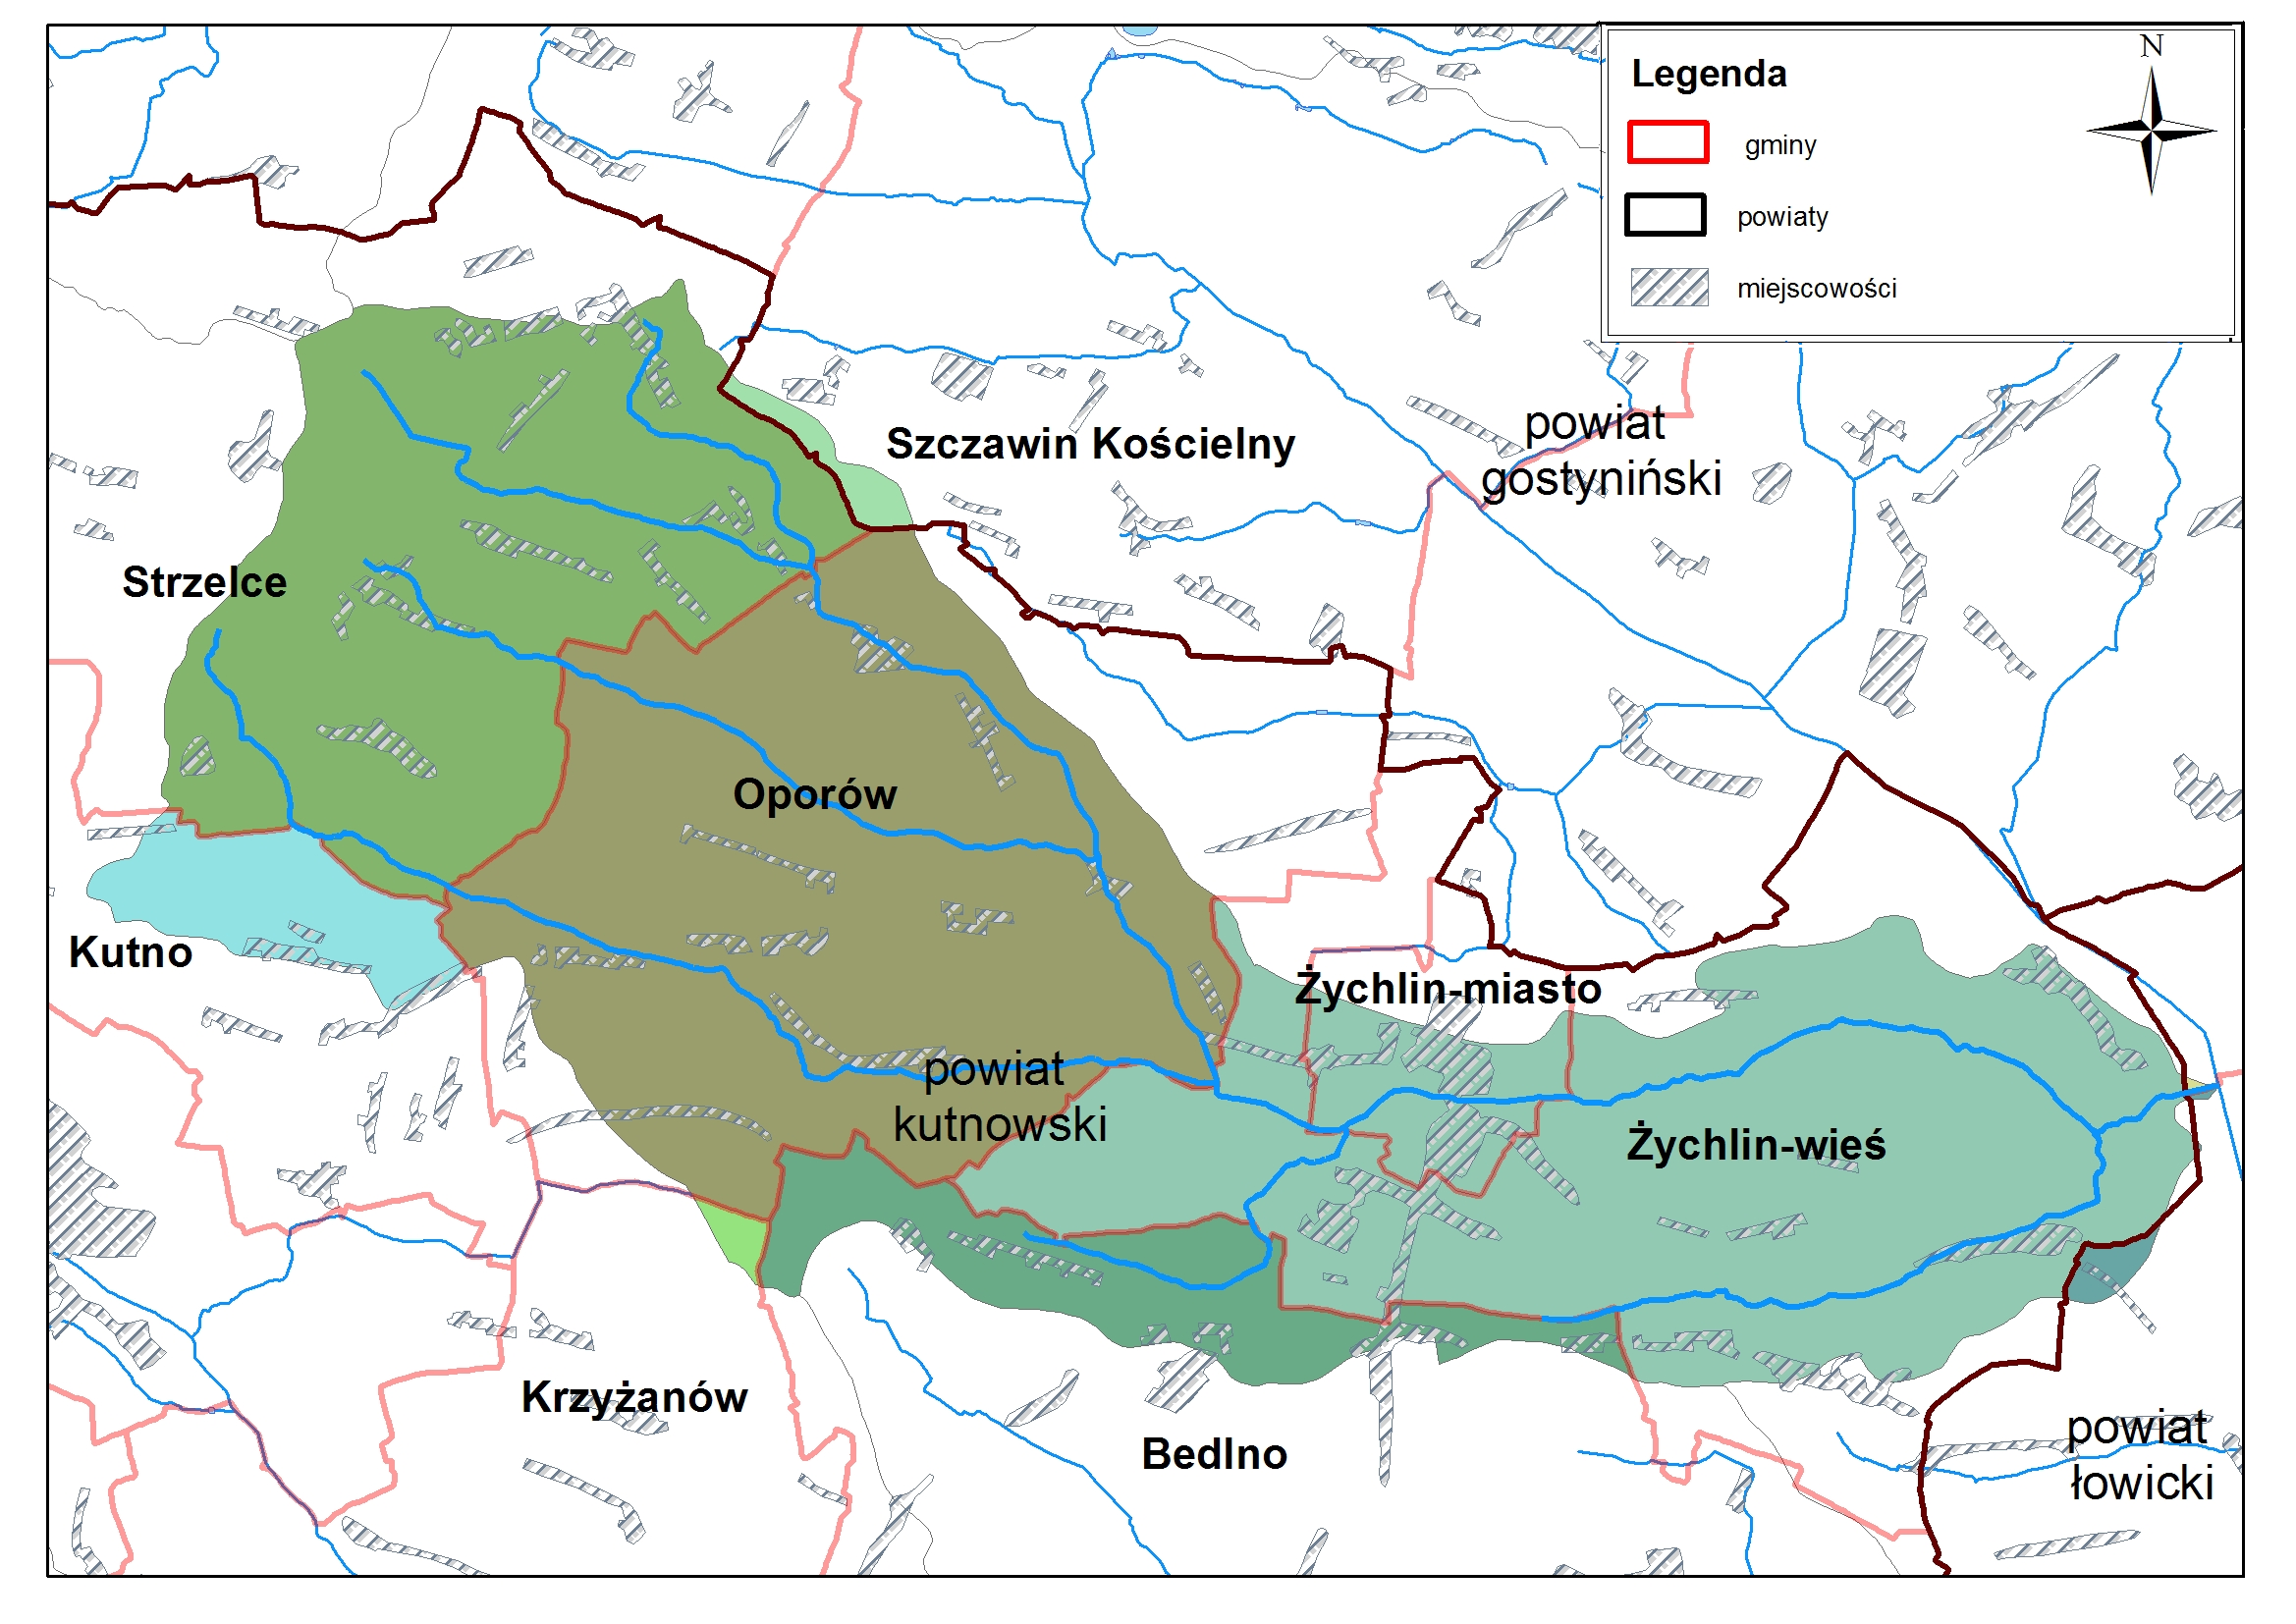 N
Legenda
gminy
powiaty
miejscowości
Szczawin Kościelny
powiat
gostyniński
Strzelce
Oporów
Kutno
Żychlin-miasto
powiat
kutnowski
Żychlin-wieś
Krzyżanów
Bedlno
powiat
łowicki